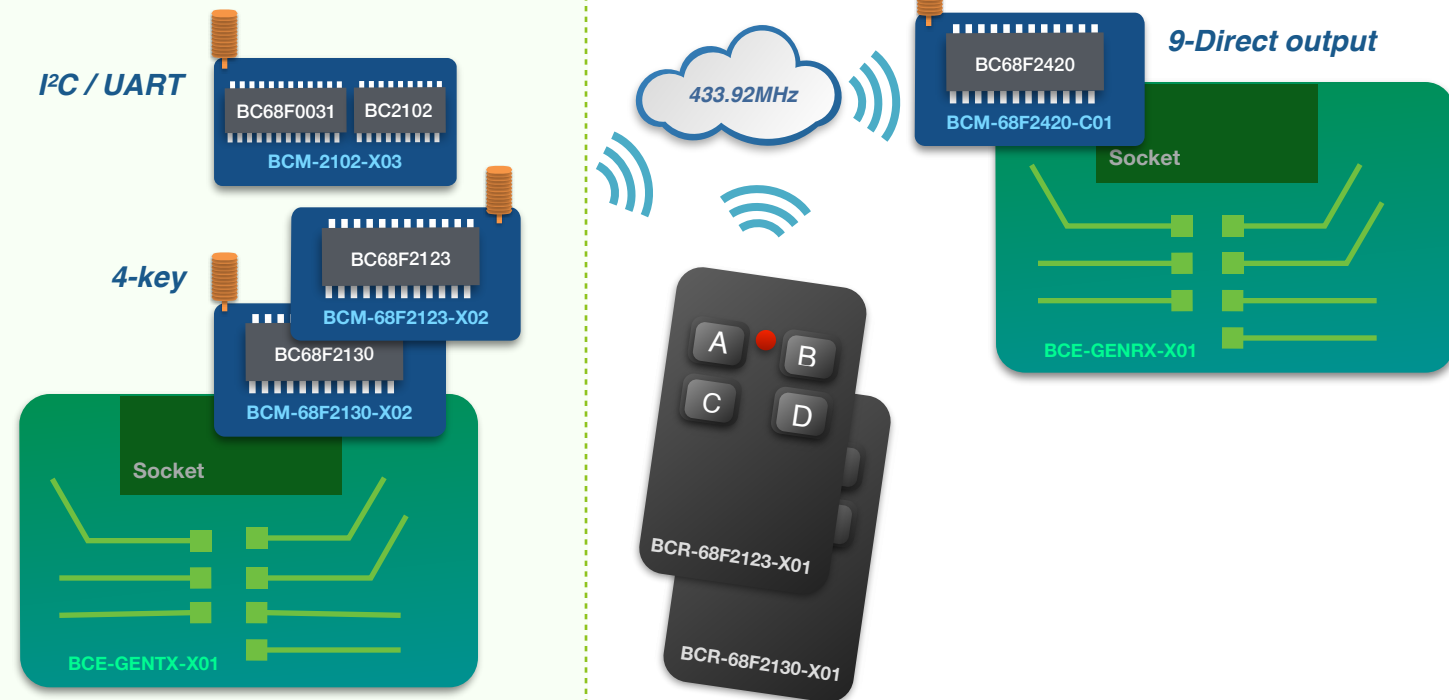 I²C / UART
BC68F0031
BC2102
BCM-2102-X03
4-key
BC68F2123
BCM-68F2123-X02
BC68F2130
BCM-68F2130-X02
Socket
BCE-GENTX-X01
433.92MHz
A
B
C
D
BCR-68F2123-X01
BCR-68F2130-X01
9-Direct output
BC68F2420
BCM-68F2420-C01
Socket
BCE-GENRX-X01